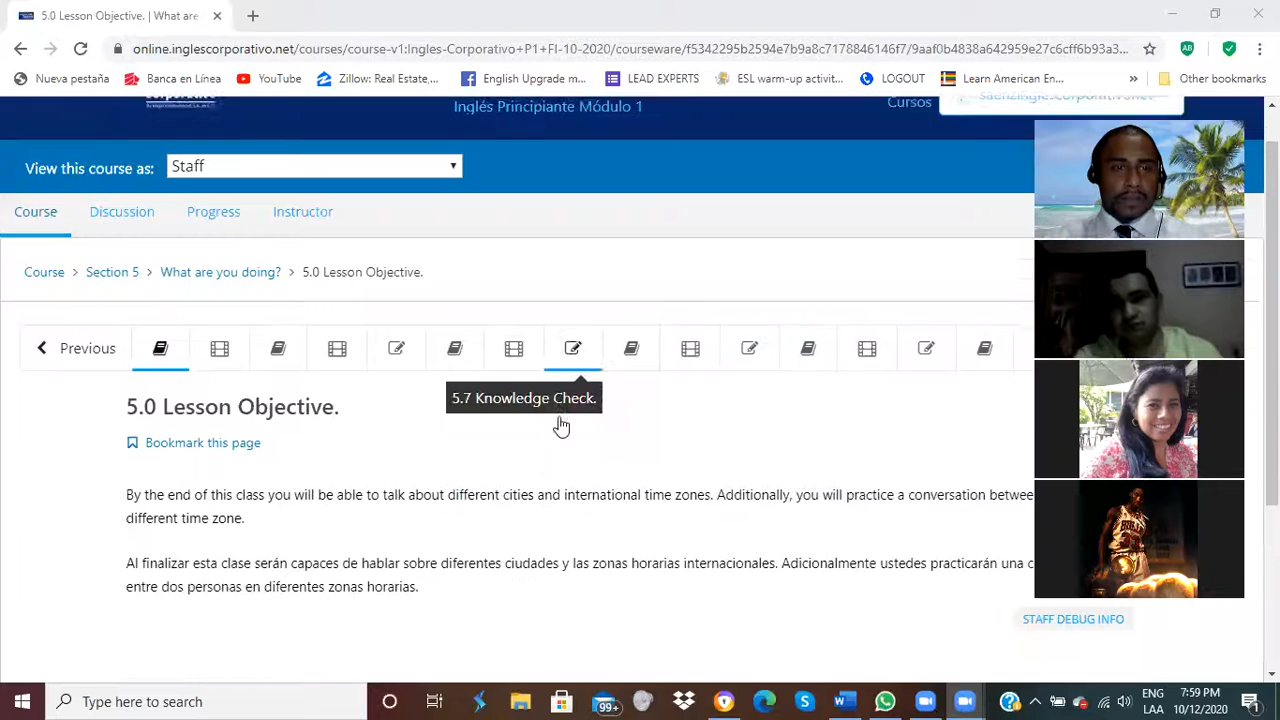 5.0 Lesson Objective. | What are
online.inglescorporativo.net/courses/course-v1:Ingles-Corporativo+P1+FI-10-2020/courseware/f5342295b2594e7b9a8c7178846146f7/9aaf0b4838a642959e27c6cff6b93a3...
Nueva pestaña
Banca en Línea
YouTube
Zillow: Real Estate,...
English Upgrade m...
LEAD EXPERTS
ESL warm-up activit...
LOGOUT
Learn American En...
»
Other bookmarks
Inglés Principiante Módulo 1
Cursos
View this course as:
Staff
Course
Discussion
Progress
Instructor
Course > Section 5 > What are you doing? > 5.0 Lesson Objective.
Previous
5.7 Knowledge Check.
5.0 Lesson Objective.
Bookmark this page
By the end of this class you will be able to talk about different cities and international time zones. Additionally, you will practice a conversation between
different time zone.
Al finalizar esta clase serán capaces de hablar sobre diferentes ciudades y las zonas horarias internacionales. Adicionalmente ustedes practicarán una
entre dos personas en diferentes zonas horarias.
BULLS
STAFF DEBUG INFO
Type here to search
99+
ENG
LAA
7:59 PM
10/12/2020
1